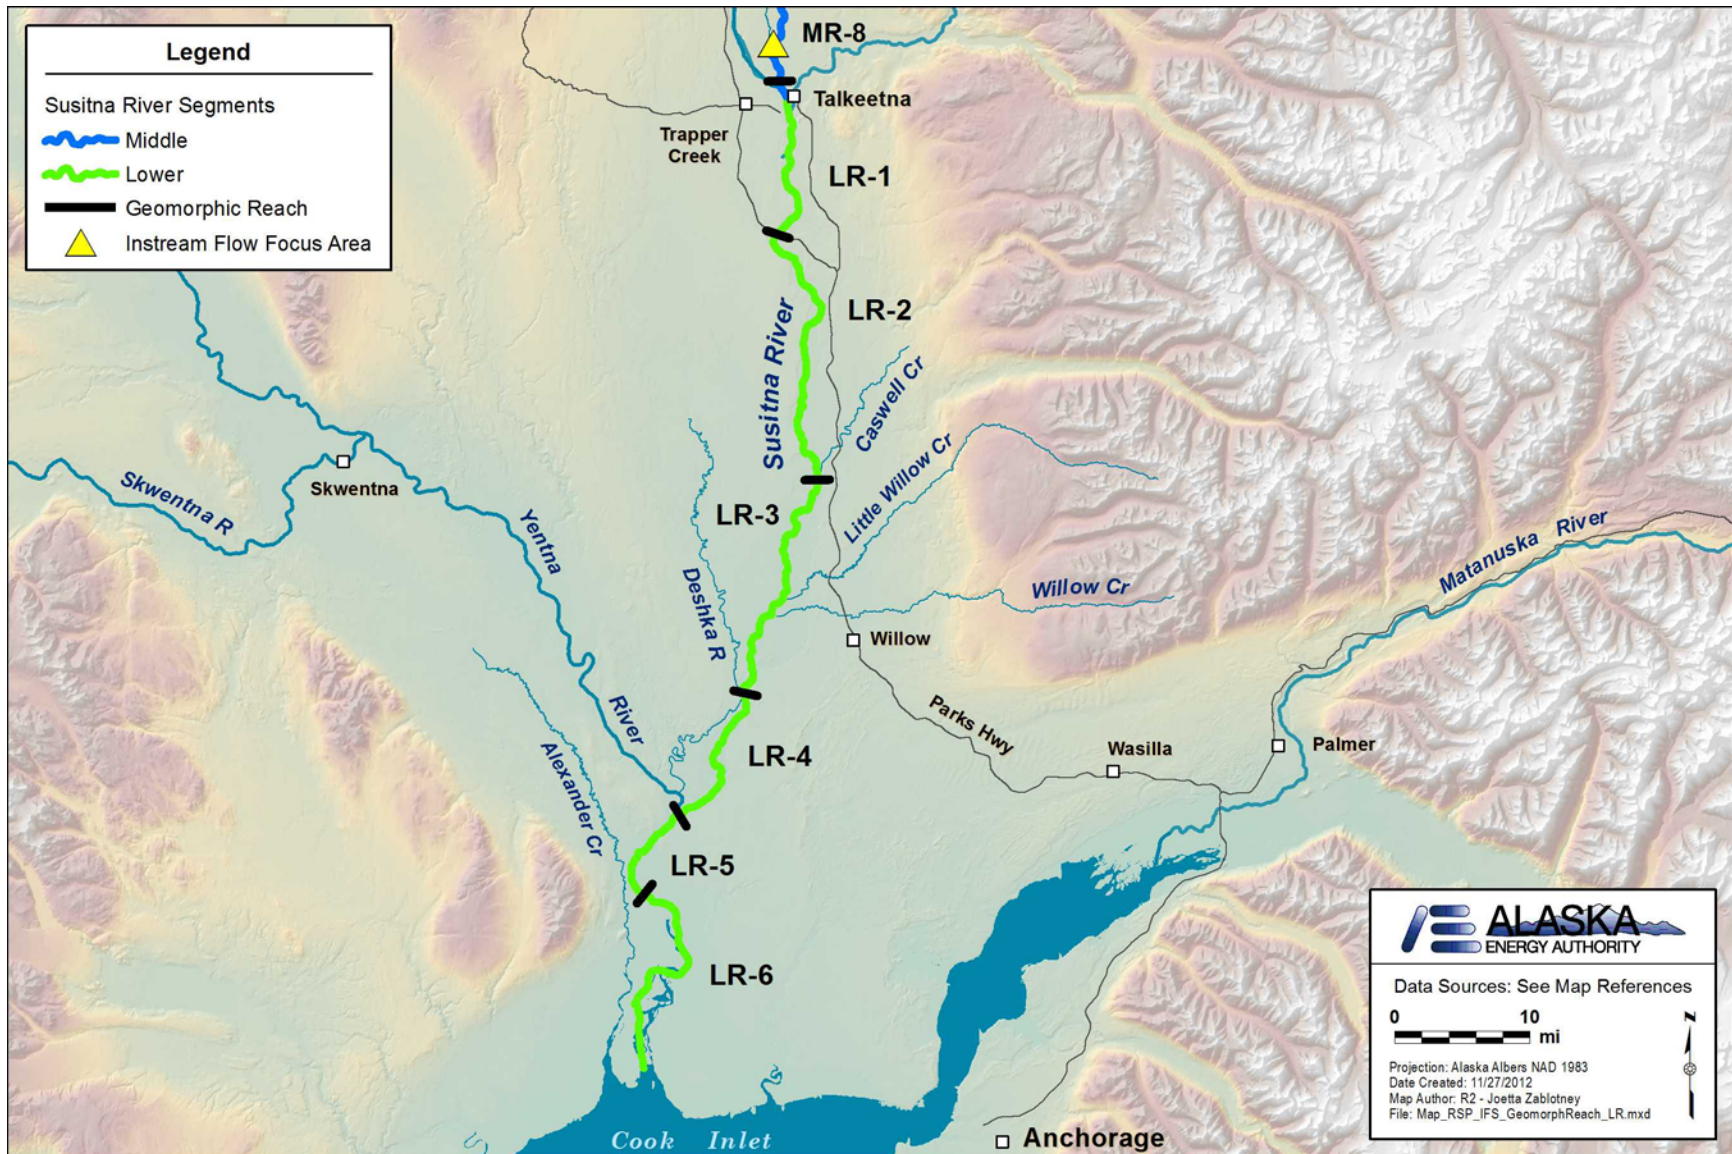 Legend
Susitna River Segments
Middle
Lower
Geomorphic Reach
Instream Flow Focus Area
MR-8
Talkeetna
Trapper
Creek
LR-1
LR-2
Susitna River
Caswell Cr
Little Willow Cr
Skwentna
Skwentna R
LR-3
Yentna
River
Deshka R
Willow Cr
Matanuska River
Willow
Parks Hwy
Wasilla
Palmer
Alexander Cr
LR-4
LR-5
LR-6
Cook Inlet
Anchorage
ALASKA
ENERGY AUTHORITY
Data Sources: See Map References
0 10
mi
N
Projection: Alaska Albers NAD 1983
Date Created: 11/27/2012
Map Author: R2 - Joetta Zablotney
File: Map_RSP_IFS_GeomorphReach_LR.mxd